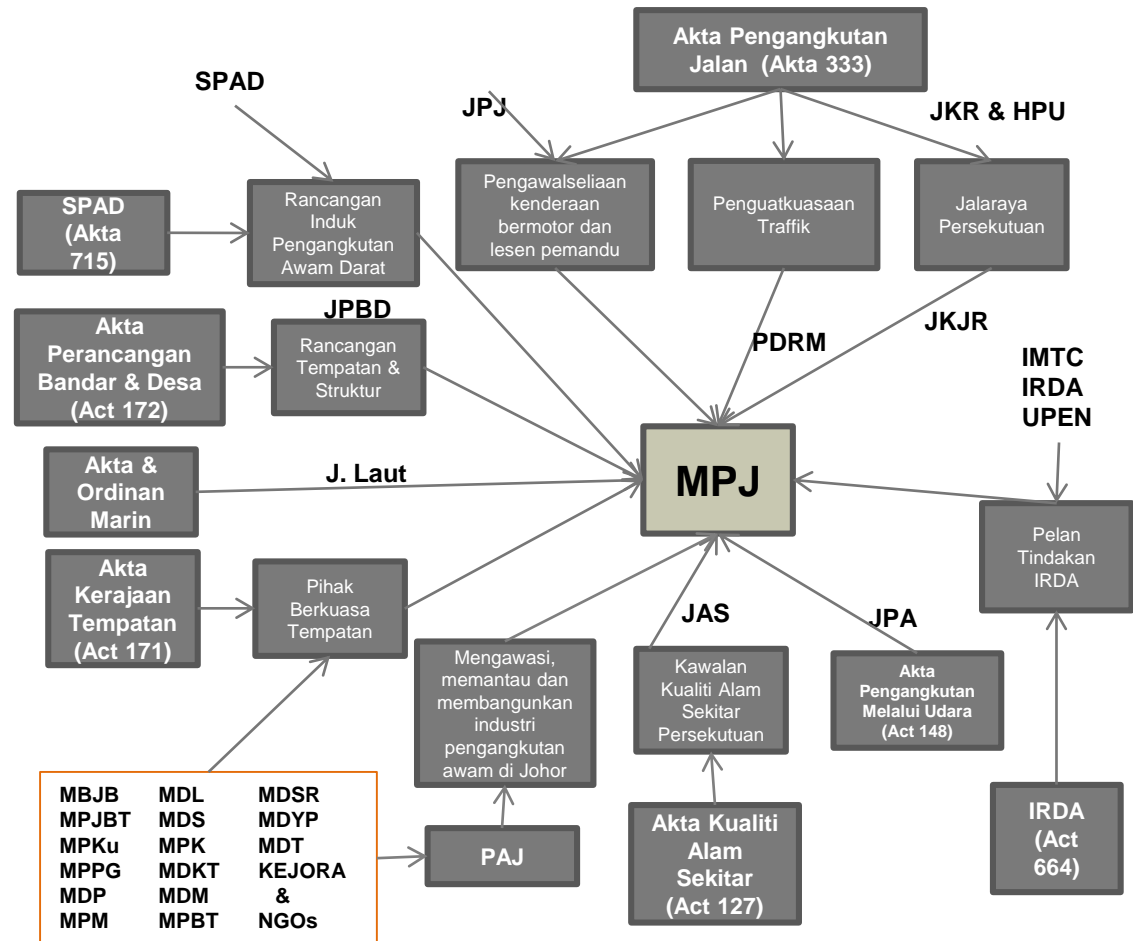 Akta Pengangkutan
Jalan (Akta 333)
SPAD
JPJ
JKR & HPU
Pengawalseliaan
kenderaan
bermotor dan
lesen pemandu
Penguatkuasaan
Traffik
Jalaraya
Persekutuan
SPAD
(Akta
715)
Rancangan
Induk
Pengangkutan
Awam Darat
JPBD
Akta
Perancangan
Bandar & Desa
(Act 172)
Rancangan
Tempatan &
Struktur
PDRM
JKJR
IMTC
IRDA
UPEN
Akta &
Ordinan
Marin
J. Laut
MPJ
Pelan
Tindakan
IRDA
Akta
Kerajaan
Tempatan
(Act 171)
Pihak
Berkuasa
Tempatan
JAS
JPA
Mengawasi,
memantau dan
membangunkan
industri
pengangkutan
awam di Johor
Kawalan
Kualiti Alam
Sekitar
Persekutuan
Akta
Pengangkutan
Melalui Udara
(Act 148)
MBJB MDL MDSR
MPJBT MDS MDYP
MPKu MPK MDT
MPPG MDKT KEJORA
MDP MDM &
MPM MPBT NGOs
PAJ
Akta Kualiti
Alam
Sekitar
(Act 127)
IRDA
(Act
664)